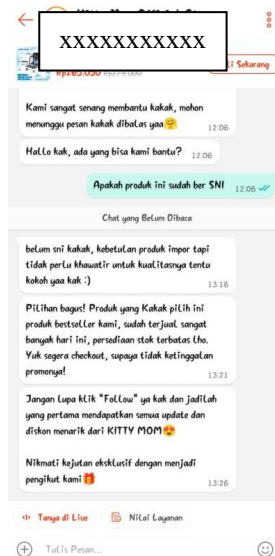 XXXXXXXXXXX
Rp265.050 Rp279.000
i Sekarang
Kami sangat senang membantu kakak, mohon
menunggu pesan kakak dibalas yaa🤗
12:06
Hallo kak, ada yang bisa kami bantu? 12:06
Apakah produk ini sudah ber SNI 12:08
Chat yang Belum Dibaca
belum sni kakak, kebetulan produk impor tapi
tidak perlu khawatir untuk kualitasnya tentu
kokoh yaa kak :)
13:16
Pilihan bagus! Produk yang Kakak pilih ini
produk bestseller kami, sudah terjual sangat
banyak hari ini, persediaan stok terbatas lho.
Yuk segera checkout, supaya tidak ketinggalan
promonya!
13:21
Jangan lupa klik "Follow" ya kak dan jadilah
yang pertama mendapatkan semua update dan
diskon menarik dari KITTY MOM😍
Nikmati kejutan eksklusif dengan menjadi
pengikut kami🎁
13:26
Tanya di Live
Nilai Layanan
Tulis Pesan...